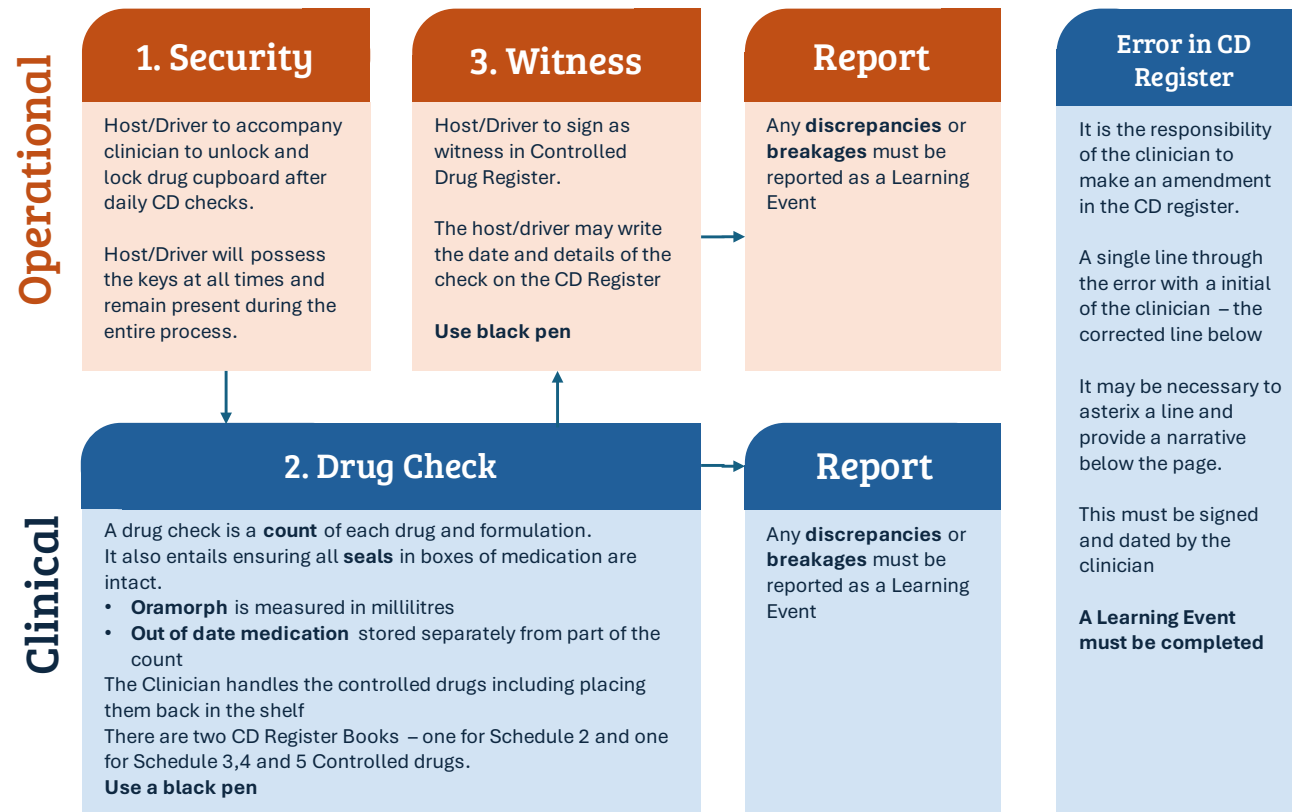 Operational
1. Security
Host/Driver to accompany
clinician to unlock and
lock drug cupboard after
daily CD checks.
Host/Driver will possess
the keys at all times and
remain present during the
entire process.
3. Witness
Host/Driver to sign as
witness in Controlled
Drug Register.
The host/driver may write
the date and details of the
check on the CD Register
Use black pen
Report
Any discrepancies or
breakages must be
reported as a Learning
Event
Clinical
2. Drug Check
A drug check is a count of each drug and formulation.
It also entails ensuring all seals in boxes of medication are
intact.
• Oramorph is measured in millilitres
• Out of date medication stored separately from part of the
count
The Clinician handles the controlled drugs including placing
them back in the shelf
There are two CD Register Books – one for Schedule 2 and one
for Schedule 3,4 and 5 Controlled drugs.
Use a black pen
Report
Any discrepancies or
breakages must be
reported as a Learning
Event
Error in CD
Register
It is the responsibility
of the clinician to
make an amendment
in the CD register.
A single line through
the error with a initial
of the clinician – the
corrected line below
It may be necessary to
asterix a line and
provide a narrative
below the page.
This must be signed
and dated by the
clinician
A Learning Event
must be completed